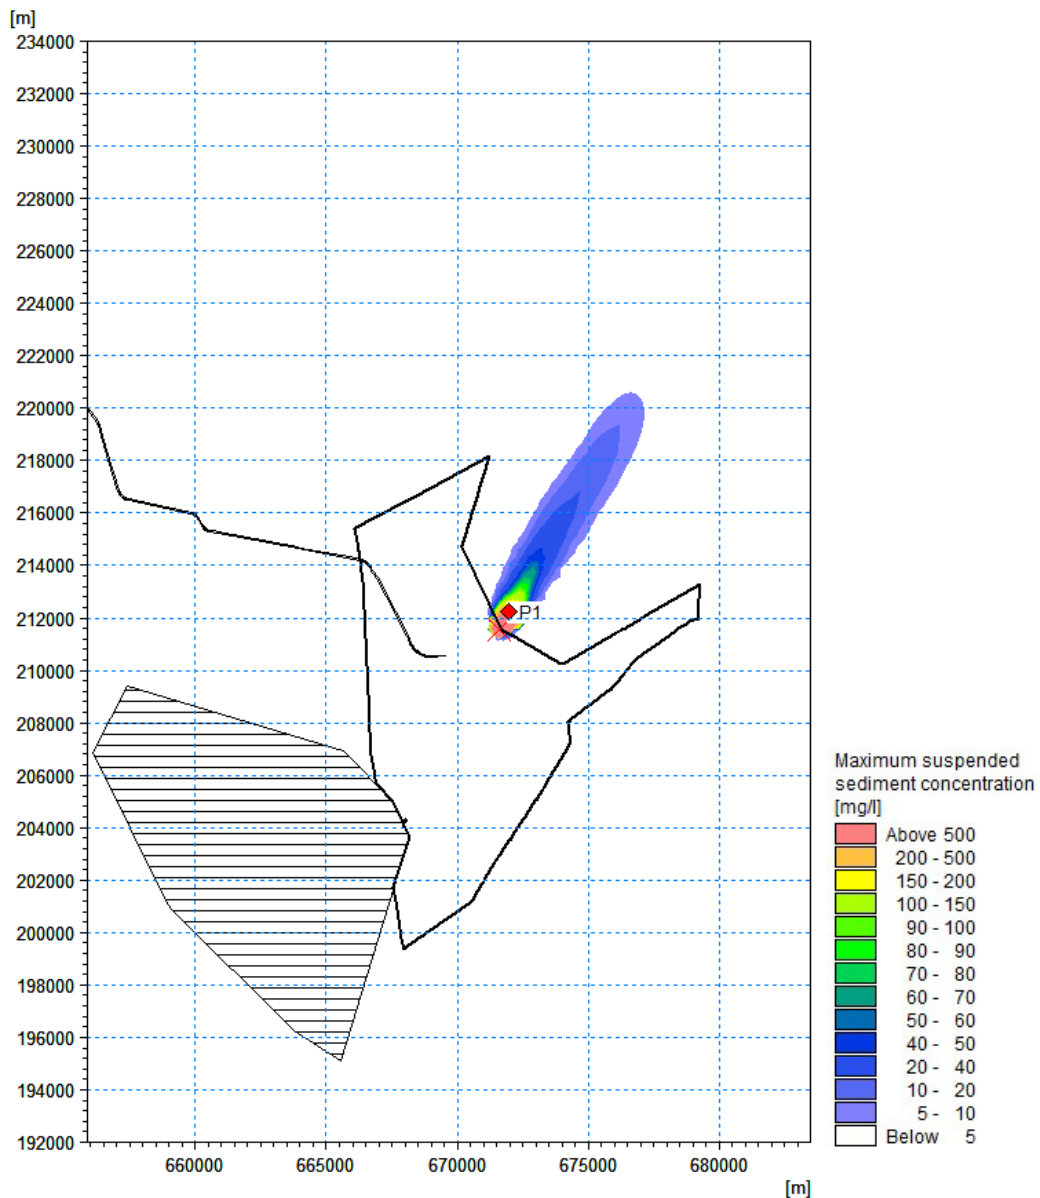 [m]
234000
232000
230000
228000
226000
224000
222000
220000
218000
216000
214000
212000
210000
208000
206000
204000
202000
200000
198000
196000
194000
192000
P1
660000 665000 670000 675000 680000
[m]
Maximum suspended
sediment concentration
[mg/l]
Above 500
200 - 500
150 - 200
100 - 150
90 - 100
80 - 90
70 - 80
60 - 70
50 - 60
40 - 50
20 - 40
10 - 20
5 - 10
Below 5